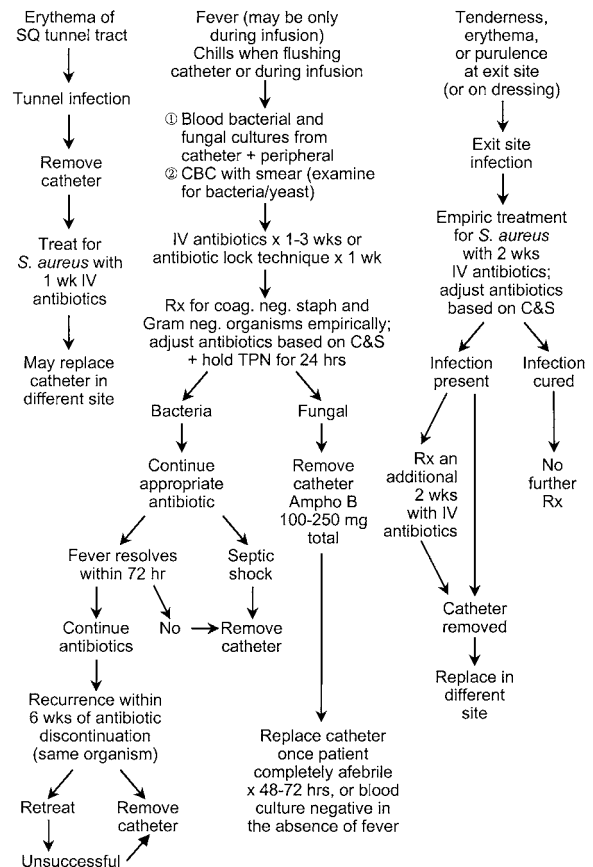 Erythema of
SQ tunnel tract
Tunnel infection
Remove
catheter
Treat for
S. aureus with
1 wk IV
antibiotics
May replace
catheter in
different site
Fever (may be only
during infusion)
Chills when flushing
catheter or during infusion
① Blood bacterial and
fungal cultures from
catheter + peripheral
② CBC with smear (examine
for bacteria/yeast)
IV antibiotics x 1-3 wks or
antibiotic lock technique x 1 wk
Rx for coag. neg. staph and
Gram neg. organisms empirically;
adjust antibiotics based on C&S
+ hold TPN for 24 hrs
Bacteria
Continue
appropriate
antibiotic
Fever resolves
within 72 hr
Septic
shock
Continue
antibiotics
No
Remove
catheter
Recurrence within
6 wks of antibiotic
discontinuation
(same organism)
Retreat
Remove
catheter
Unsuccessful
Fungal
Remove
catheter
Ampho B
100-250 mg
total
Replace catheter
once patient
completely afebrile
x 48-72 hrs, or blood
culture negative in
the absence of fever
Tenderness,
erythema,
or purulence
at exit site
(or on dressing)
Exit site
infection
Empiric treatment
for S. aureus
with 2 wks
IV antibiotics;
adjust antibiotics
based on C&S
Infection
present
Infection
cured
Rx an
additional
2 wks
with IV
antibiotics
No
further
Rx
Catheter
removed
Replace in
different
site